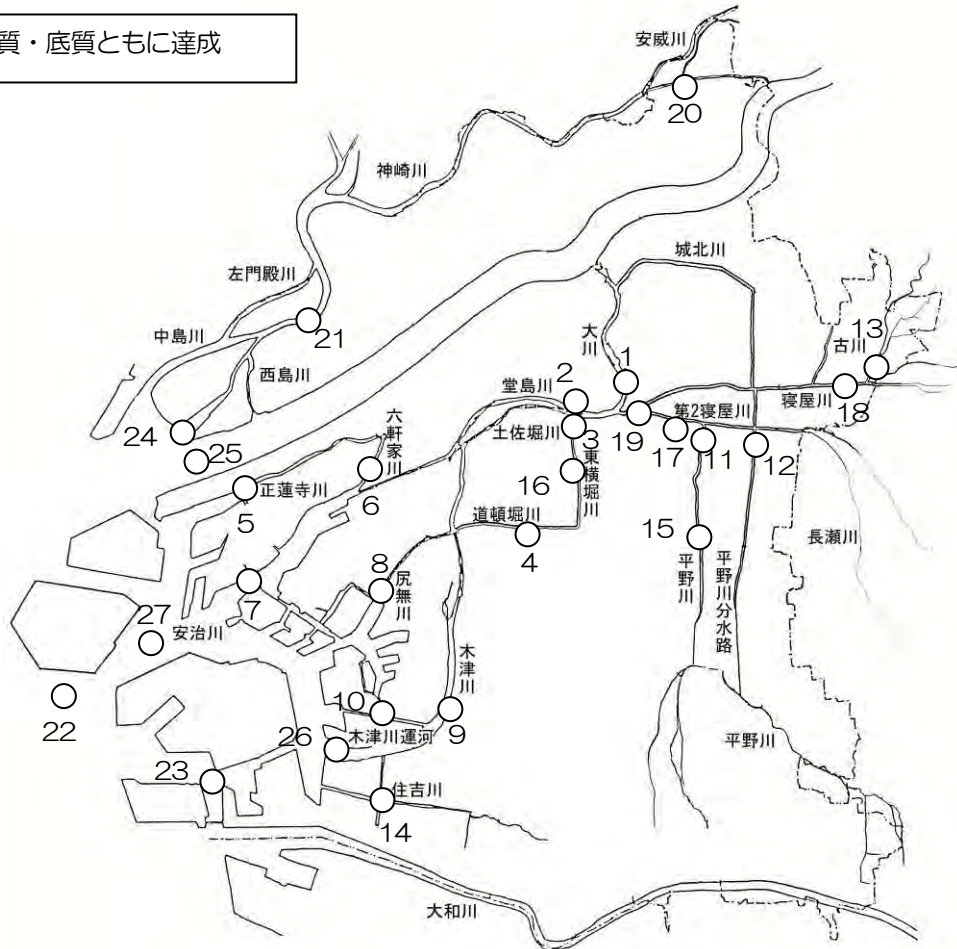 質・底質ともに達成
安威川
20
神崎川
城北川
左門殿川
大川
13
古川
中島川
21
西島川
堂島川
2
1
寝屋川
18
六軒家川
土佐堀川
3
19
第2寝屋川
17
11
12
24
25
東横堀川
16
正蓮寺川
5
6
道頓堀川
4
15
長瀬川
平野川
平野川分水路
8
尻無川
7
27
安治川
木津川
22
10
9
26
木津川運河
平野川
23
住吉川
14
大和川